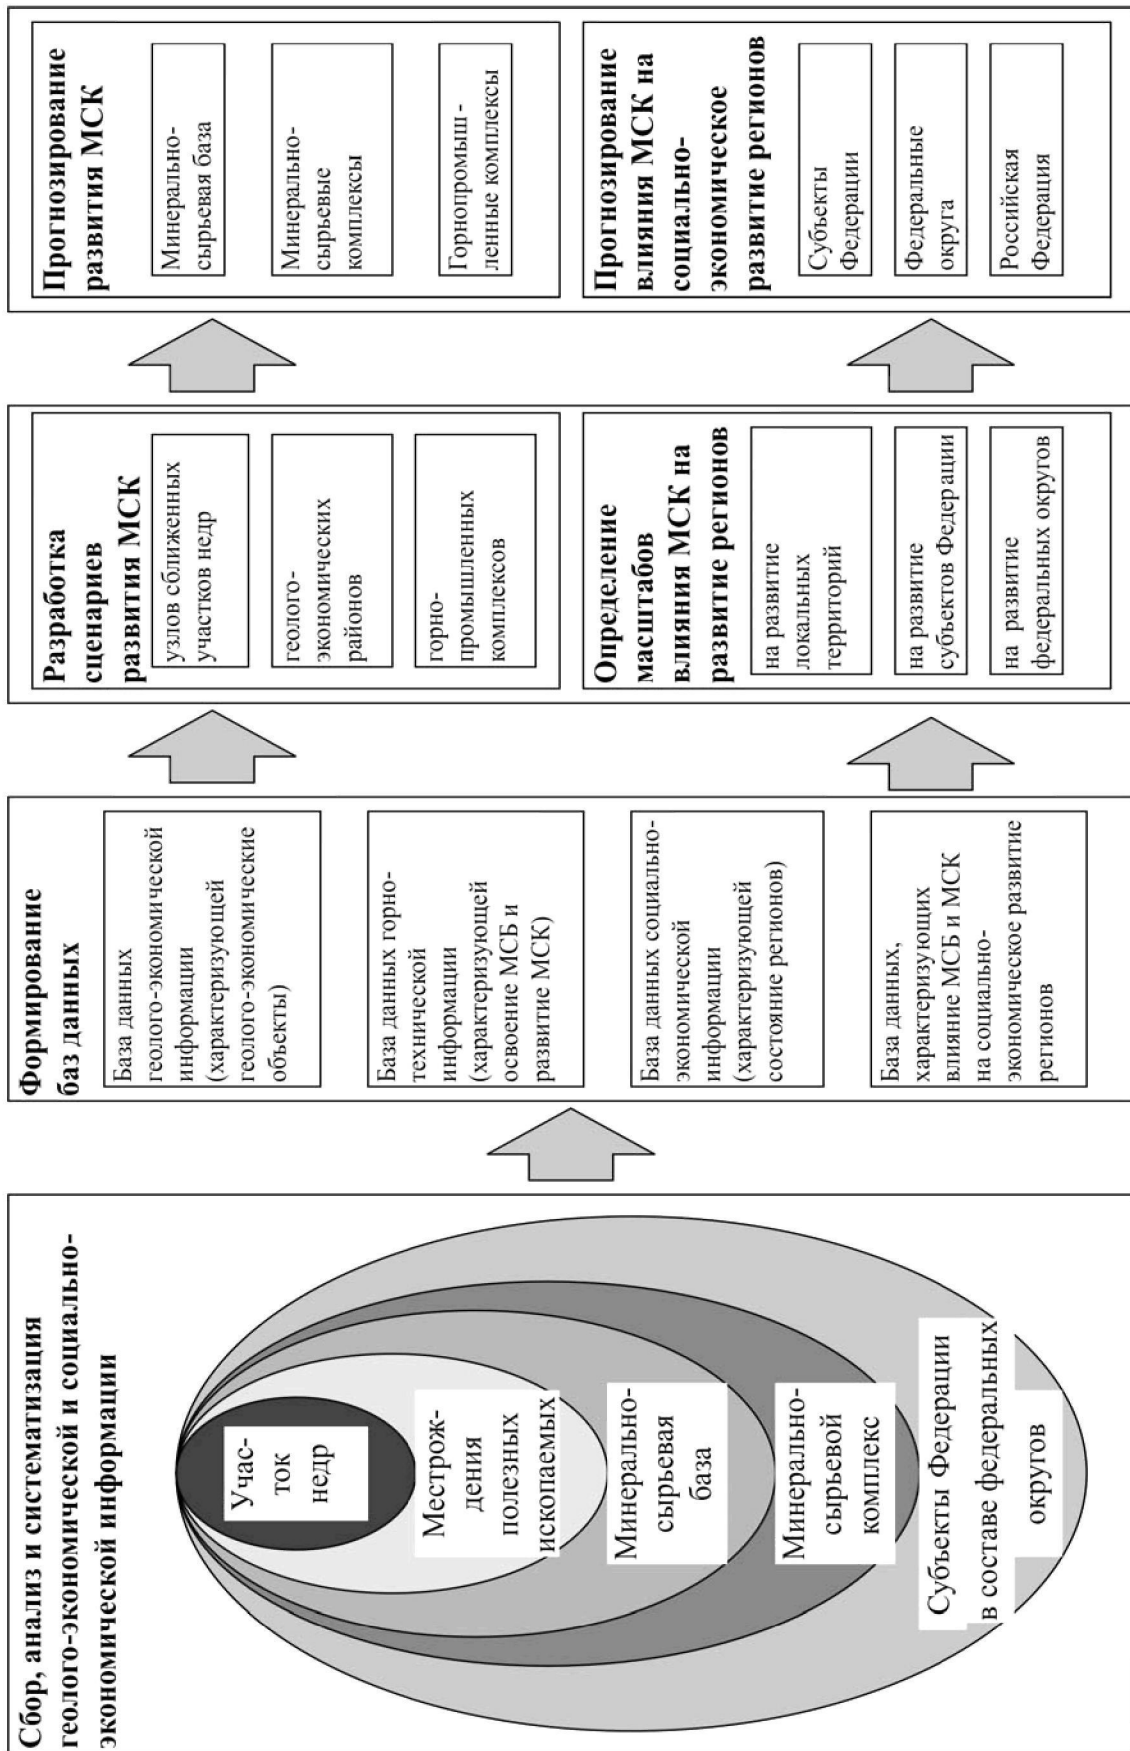 Сбор, анализ и систематизация
геолого-экономической и социально-
экономической информации
Учас-
ток
недр
Местрож-
дения
полезных
ископаемых
Минерально-
сырьевая
база
Минерально-
сырьевой
комплекс
Субъекты Федерации
в составе федеральных
округов
Формирование
баз данных
База данных
геолого-экономической
информации
(характеризующей
геолого-экономические
объекты)
База данных горно-
технической
информации
(характеризующей
освоение МСБ и
развитие МСК)
База данных социально-
экономической
информации
(характеризующей
состояние регионов)
База данных,
характеризующих
влияние МСБ и МСК
на социально-
экономическое развитие
регионов
Разработка
сценариев
развития МСК
узлов сближенных
участков недр
геолого-
экономических
районов
горно-
промышленных
комплексов
Определение
масштабов
влияния МСК на
развитие регионов
на развитие
локальных
территорий
на развитие
субъектов Федерации
на развитие
федеральных округов
Прогнозирование
развития МСК
Минерально-
сырьевая база
Минерально-
сырьевые
комплексы
Горнопромыш -
ленные комплексы
Прогнозирование
влияния МСК на
социально-
экономическое
развитие регионов
Субъекты
Федерации
Федеральные
округа
Российская
Федерация